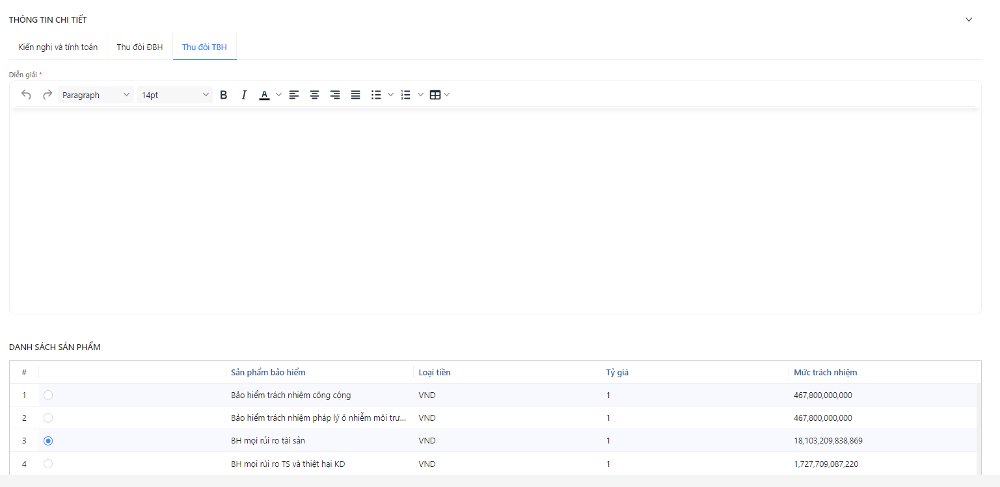 THÔNG TIN CHI TIẾT
Kiến nghị và tính toán Thu đòi ĐBH Thu đòi TBH
Diễn giải *
Paragraph 14pt B I A
DANH SÁCH SẢN PHẨM
# Sản phẩm bảo hiểm Loại tiền Tỷ giá Mức trách nhiệm
1 Bảo hiểm trách nhiệm công cộng VND 1 467,800,000,000
2 Bảo hiểm trách nhiệm pháp lý ô nhiễm môi trư... VND 1 467,800,000,000
3 BH mọi rủi ro tài sản VND 1 18,103,209,838,869
4 BH mọi rủi ro TS và thiệt hại KD VND 1 1,727,709,087,220